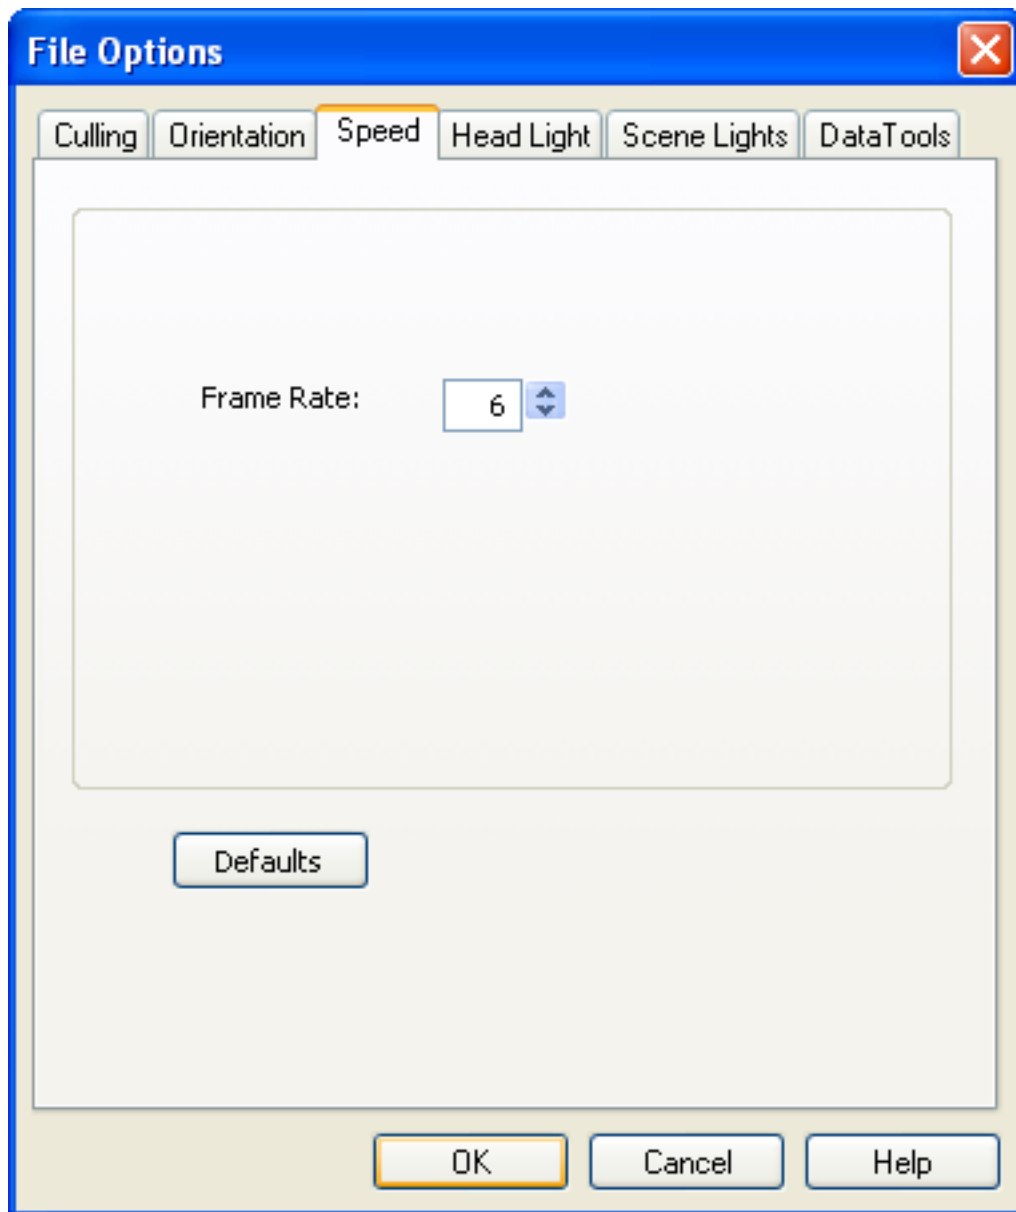 File Options
Culling Orientation Speed Head Light Scene Lights DataTools
Frame Rate: 6
Defaults
OK Cancel Help